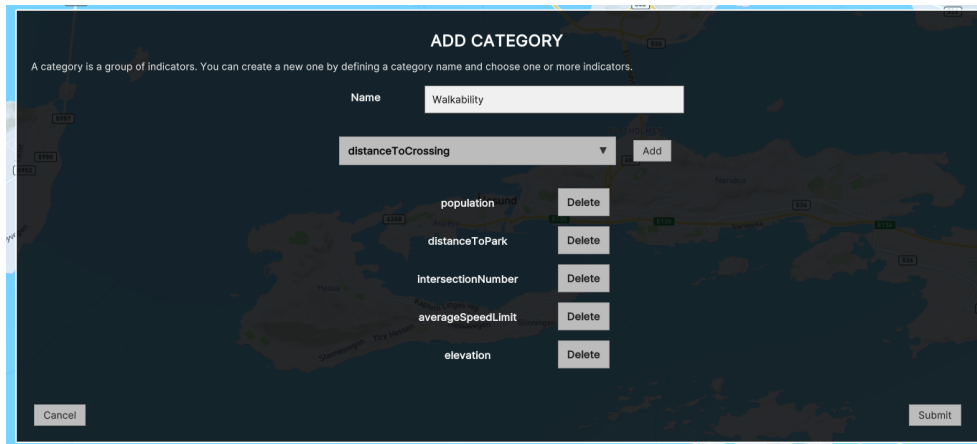 ADD CATEGORY
A category is a group of indicators. You can create a new one by defining a category name and choose one or more indicators.
Name
Walkability
distanceToCrossing ▼
Add
population
Delete
distanceToPark
Delete
intersectionNumber
Delete
averageSpeedLimit
Delete
elevation
Delete
Cancel
Submit